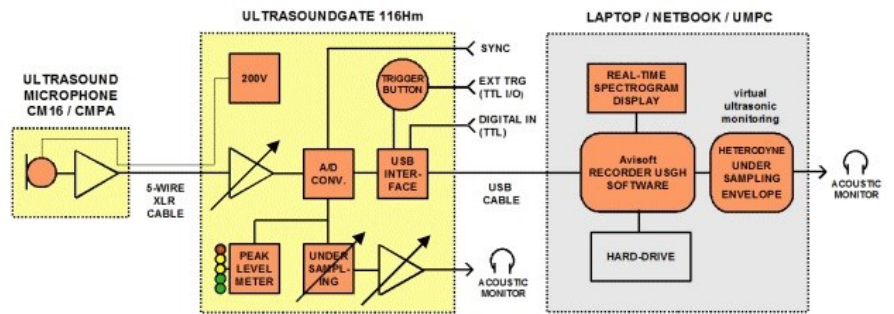 ULTRASOUNDGATE 116Hm
LAPTOP / NETBOOK / UMPC
ULTRASOUND
MICROPHONE
CM16 / CMPA
200V
TRIGGER
BUTTON
SYNC
EXT TRG
(TTL I/O)
DIGITAL IN
(TTL)
REAL-TIME
SPECTROGRAM
DISPLAY
virtual
ultrasonic
monitoring
5-WIRE
XLR
CABLE
A/D
CONV.
USB
INTER-
FACE
USB
CABLE
Avisoft
RECORDER USGH
SOFTWARE
HETERODYNE
UNDER
SAMPLING
ENVELOPE
ACOUSTIC
MONITOR
PEAK
LEVEL
METER
UNDER
SAMPL-
ING
ACOUSTIC
MONITOR
HARD-DRIVE